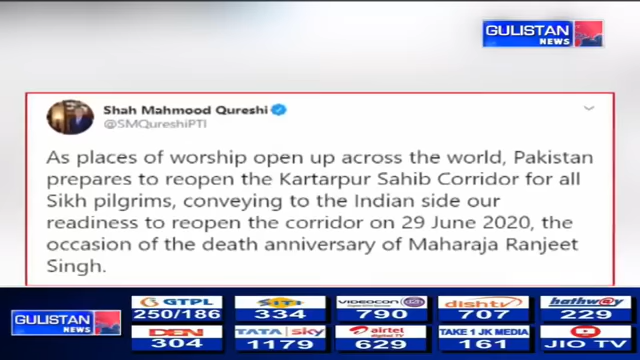 GULISTAN
NEWS
Shah Mahmood Qureshi
@SMQureshiPTI
As places of worship open up across the world, Pakistan
prepares to reopen the Kartarpur Sahib Corridor for all
Sikh pilgrims, conveying to the Indian side our
readiness to reopen the corridor on 29 June 2020, the
occasion of the death anniversary of Maharaja Ranjeet
Singh.
GULISTAN
NEWS
GTPL
250/186
SITI
334
VIDEOCON d2h
790
dishtv
707
hathway
229
DEN
304
TATA sky
1179
airtel
digital TV
629
TAKE 1 JK MEDIA
161
JIO TV